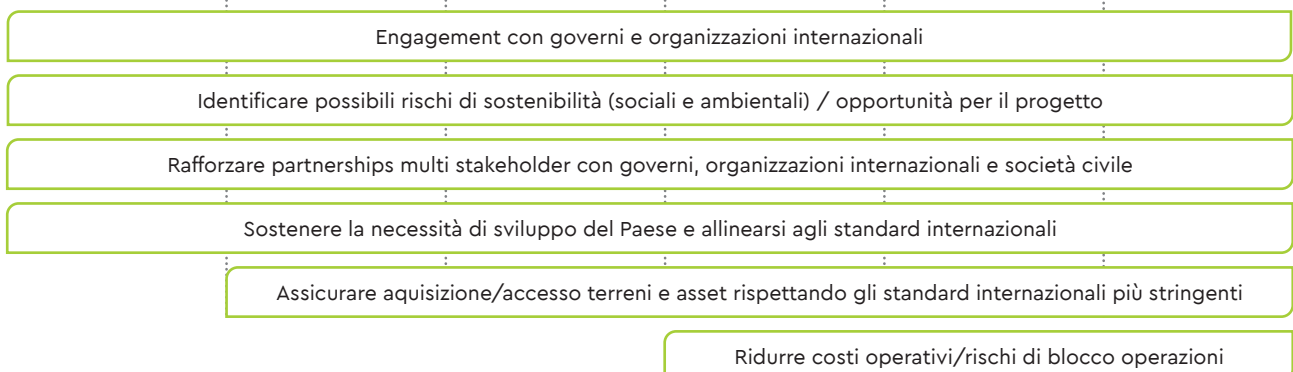 Engagement con governi e organizzazioni internazionali
Identificare possibili rischi di sostenibilità (sociali e ambientali) / opportunità per il progetto
Rafforzare partnerships multi stakeholder con governi, organizzazioni internazionali e società civile
Sostenere la necessità di sviluppo del Paese e allinearsi agli standard internazionali
Assicurare aquisizione/accesso terreni e asset rispettando gli standard internazionali più stringenti
Ridurre costi operativi/rischi di blocco operazioni